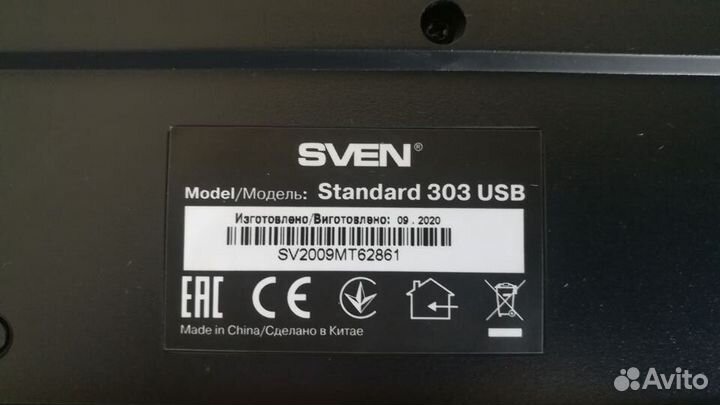 SVEN®
Model/Модель: Standard 303 USB
Изготовлено/Виготовлено: 09 . 2020
SV2009MT62861
EAC CE
Made in China/Сделано в Китае
Avito